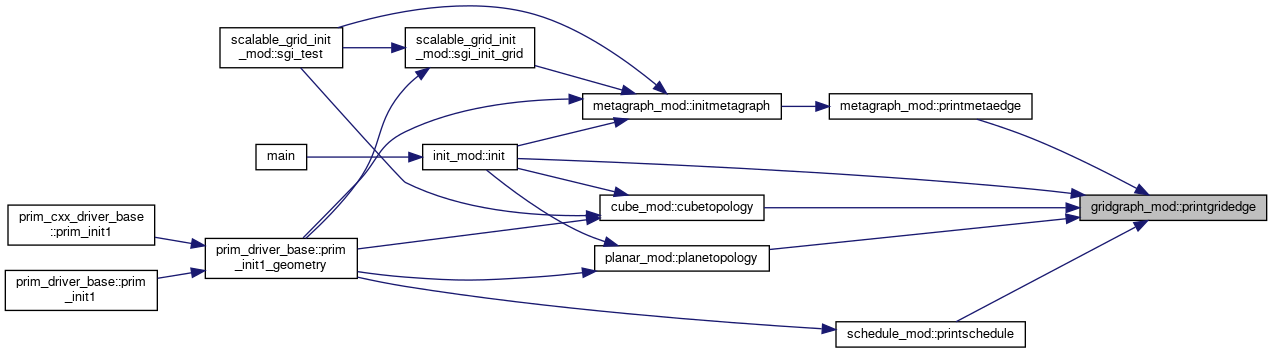 scalable_grid_init
_mod::sgi_test
scalable_grid_init
_mod::sgi_init_grid
metagraph_mod::initmetagraph
metagraph_mod::printmetaedge
main
init_mod::init
cube_mod::cubetopology
gridgraph_mod::printgridedge
prim_cxx_driver_base
::prim_init1
prim_driver_base::prim
_init1_geometry
planar_mod::planetopology
prim_driver_base::prim
_init1
schedule_mod::printschedule